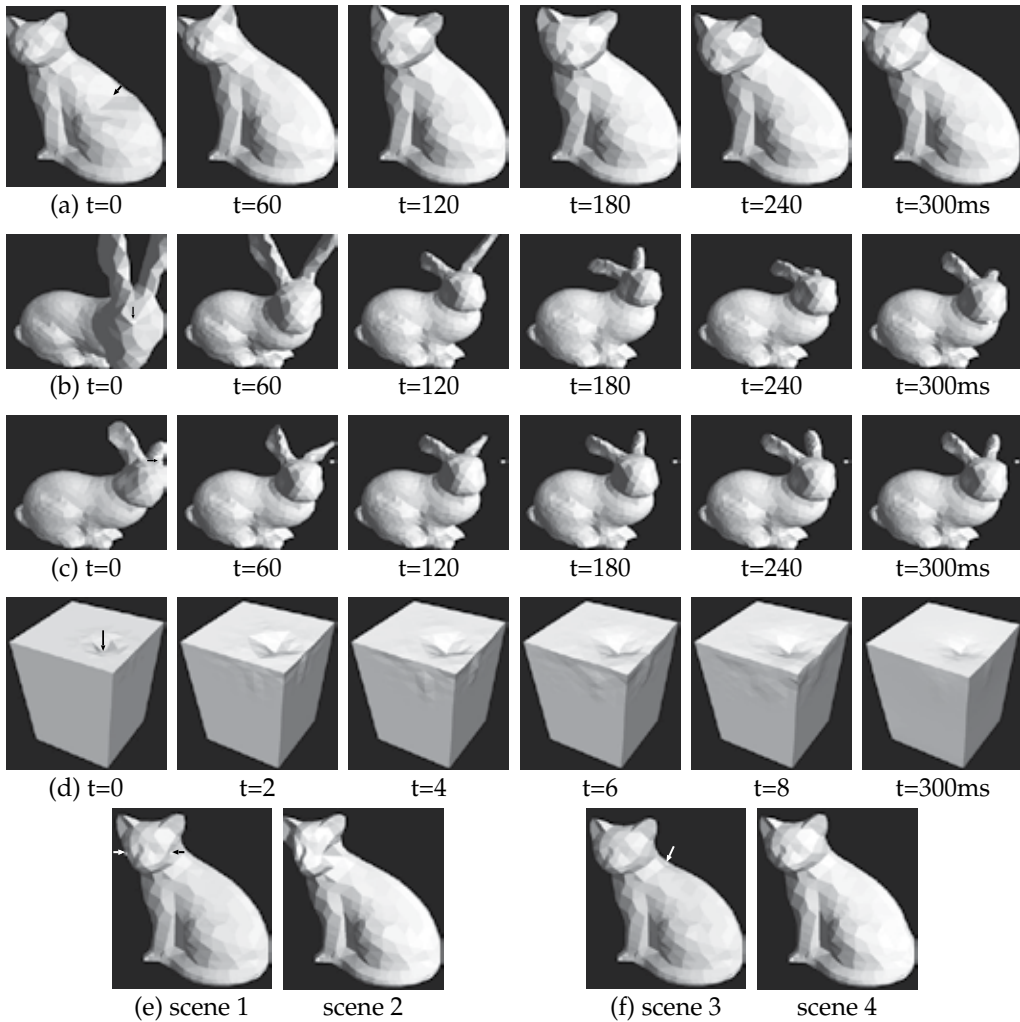 (a) t=0 t=60 t=120 t=180 t=240 t=300ms
(b) t=0 t=60 t=120 t=180 t=240 t=300ms
(c) t=0 t=60 t=120 t=180 t=240 t=300ms
(d) t=0 t=2 t=4 t=6 t=8 t=300ms
(e) scene 1 scene 2 (f) scene 3 scene 4